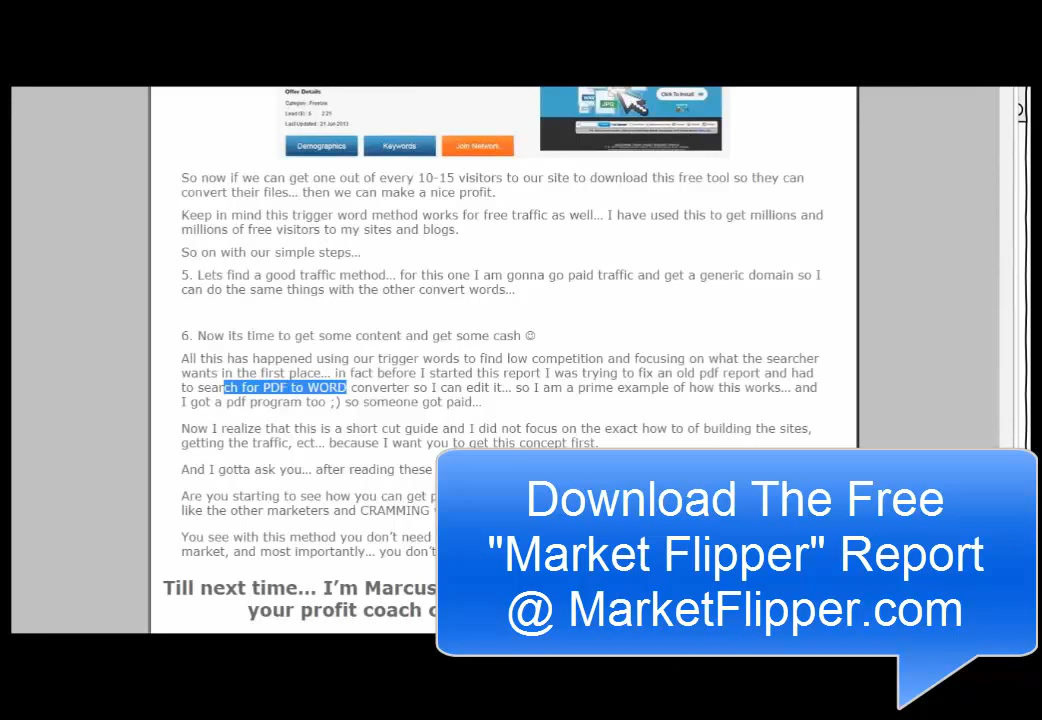 Offer Details
Category: Freebie
Last Updated: 21 Jun 2013
Click To Install
JPG
Demographics
Keywords
Join Network
So now if we can get one out of every 10-15 visitors to our site to download this free tool so they can
convert their files... then we can make a nice profit.
Keep in mind this trigger word method works for free traffic as well... I have used this to get millions and
millions of free visitors to my sites and blogs.
So on with our simple steps...
5. Lets find a good traffic method... for this one I am gonna go paid traffic and get a generic domain so I
can do the same things with the other convert words...
6. Now its time to get some content and get some cash ☺
All this has happened using our trigger words to find low competition and focusing on what the searcher
wants in the first place... in fact before I started this report I was trying to fix an old pdf report and had
to search for PDF to WORD converter so I can edit it... so I am a prime example of how this works... and
I got a pdf program too ;) so someone got paid...
Now I realize that this is a short cut guide and I did not focus on the exact how to of building the sites,
getting the traffic, ect... because I want you to get this concept first.
And I gotta ask you... after reading these
Are you starting to see how you can get
like the other marketers and CRAMMING
You see with this method you don't need
market, and most importantly... you don't
Till next time... I'm Marcus
your profit coach
Download The Free
"Market Flipper" Report
@ MarketFlipper.com